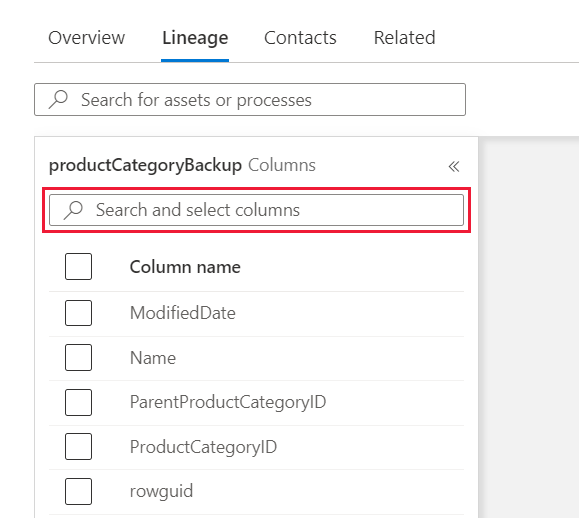 Overview Lineage Contacts Related
Search for assets or processes
productCategoryBackup Columns
Search and select columns
Column name
ModifiedDate
Name
ParentProductCategoryID
ProductCategoryID
rowguid